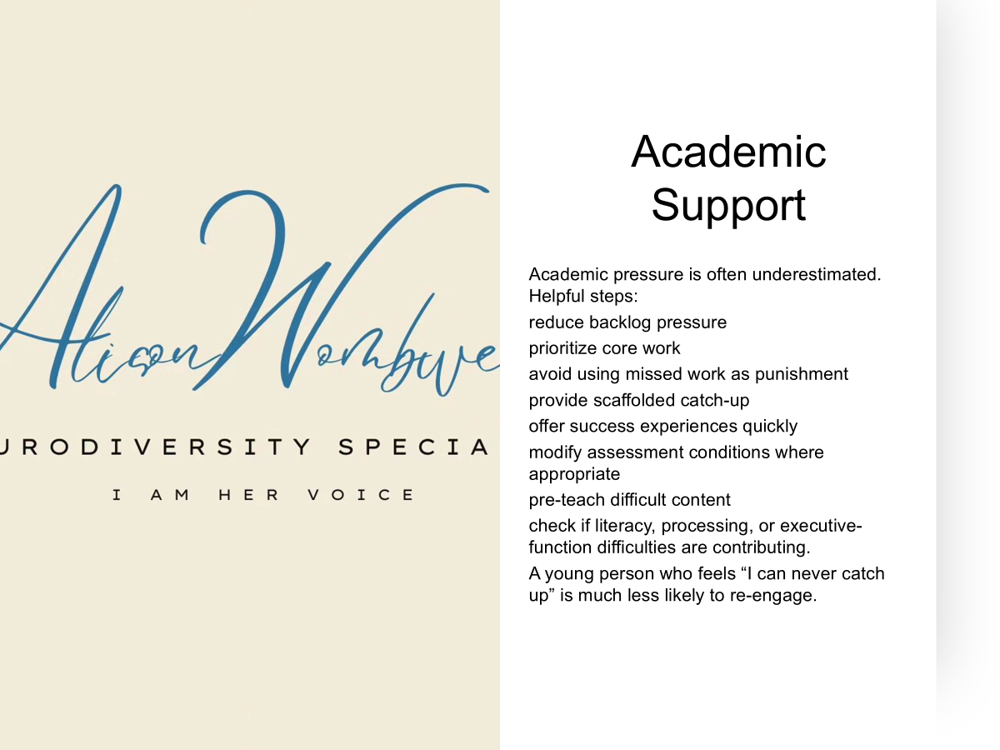 Alison Wombwe
URODIVERSITY SPECIA
I AM HER VOICE
Academic
Support
Academic pressure is often underestimated.
Helpful steps:
reduce backlog pressure
prioritize core work
avoid using missed work as punishment
provide scaffolded catch-up
offer success experiences quickly
modify assessment conditions where
appropriate
pre-teach difficult content
check if literacy, processing, or executive-
function difficulties are contributing.
A young person who feels “I can never catch
up” is much less likely to re-engage.